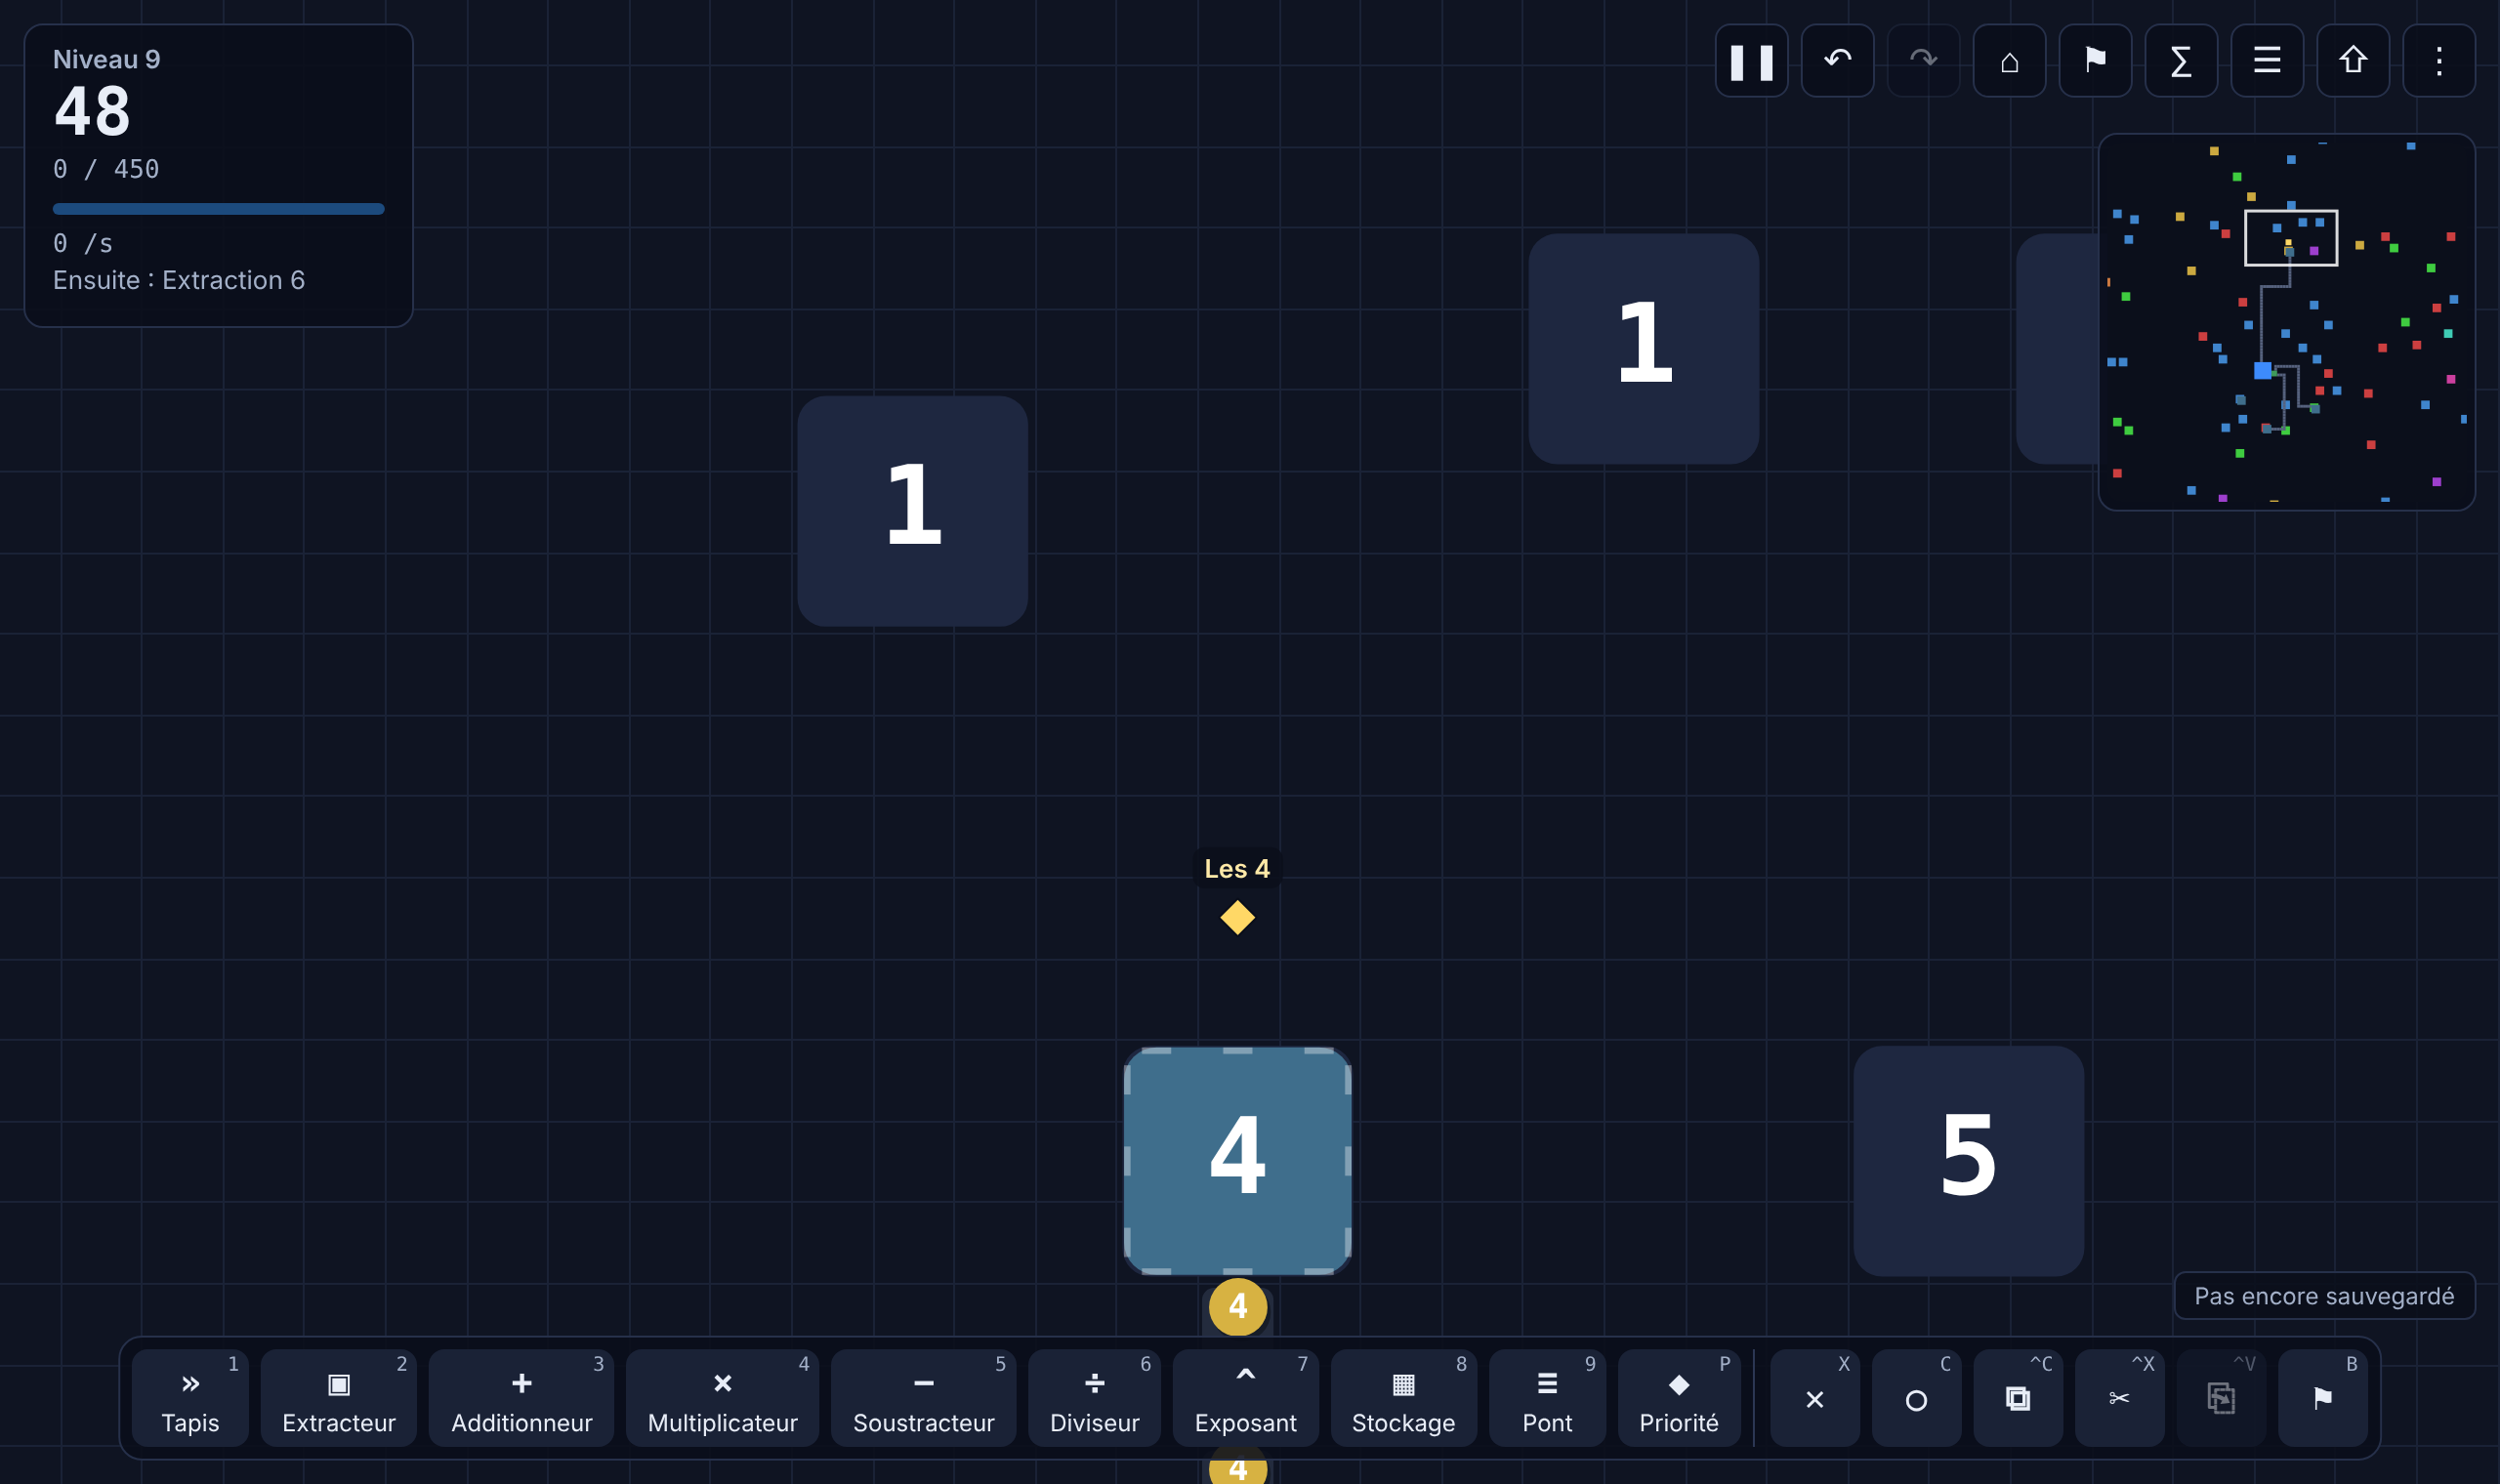 Niveau 9
48
0 / 450
0 /s
Ensuite : Extraction 6
1
1
Les 4
4
5
4
Pas encore sauvegardé
1
Tapis
2
Extracteur
3
+
Additionneur
4
×
Multiplicateur
5
−
Soustracteur
6
÷
Diviseur
7
^
Exposant
8
Stockage
9
Pont
P
Priorité
X
C
^C
^X
^V
B
4